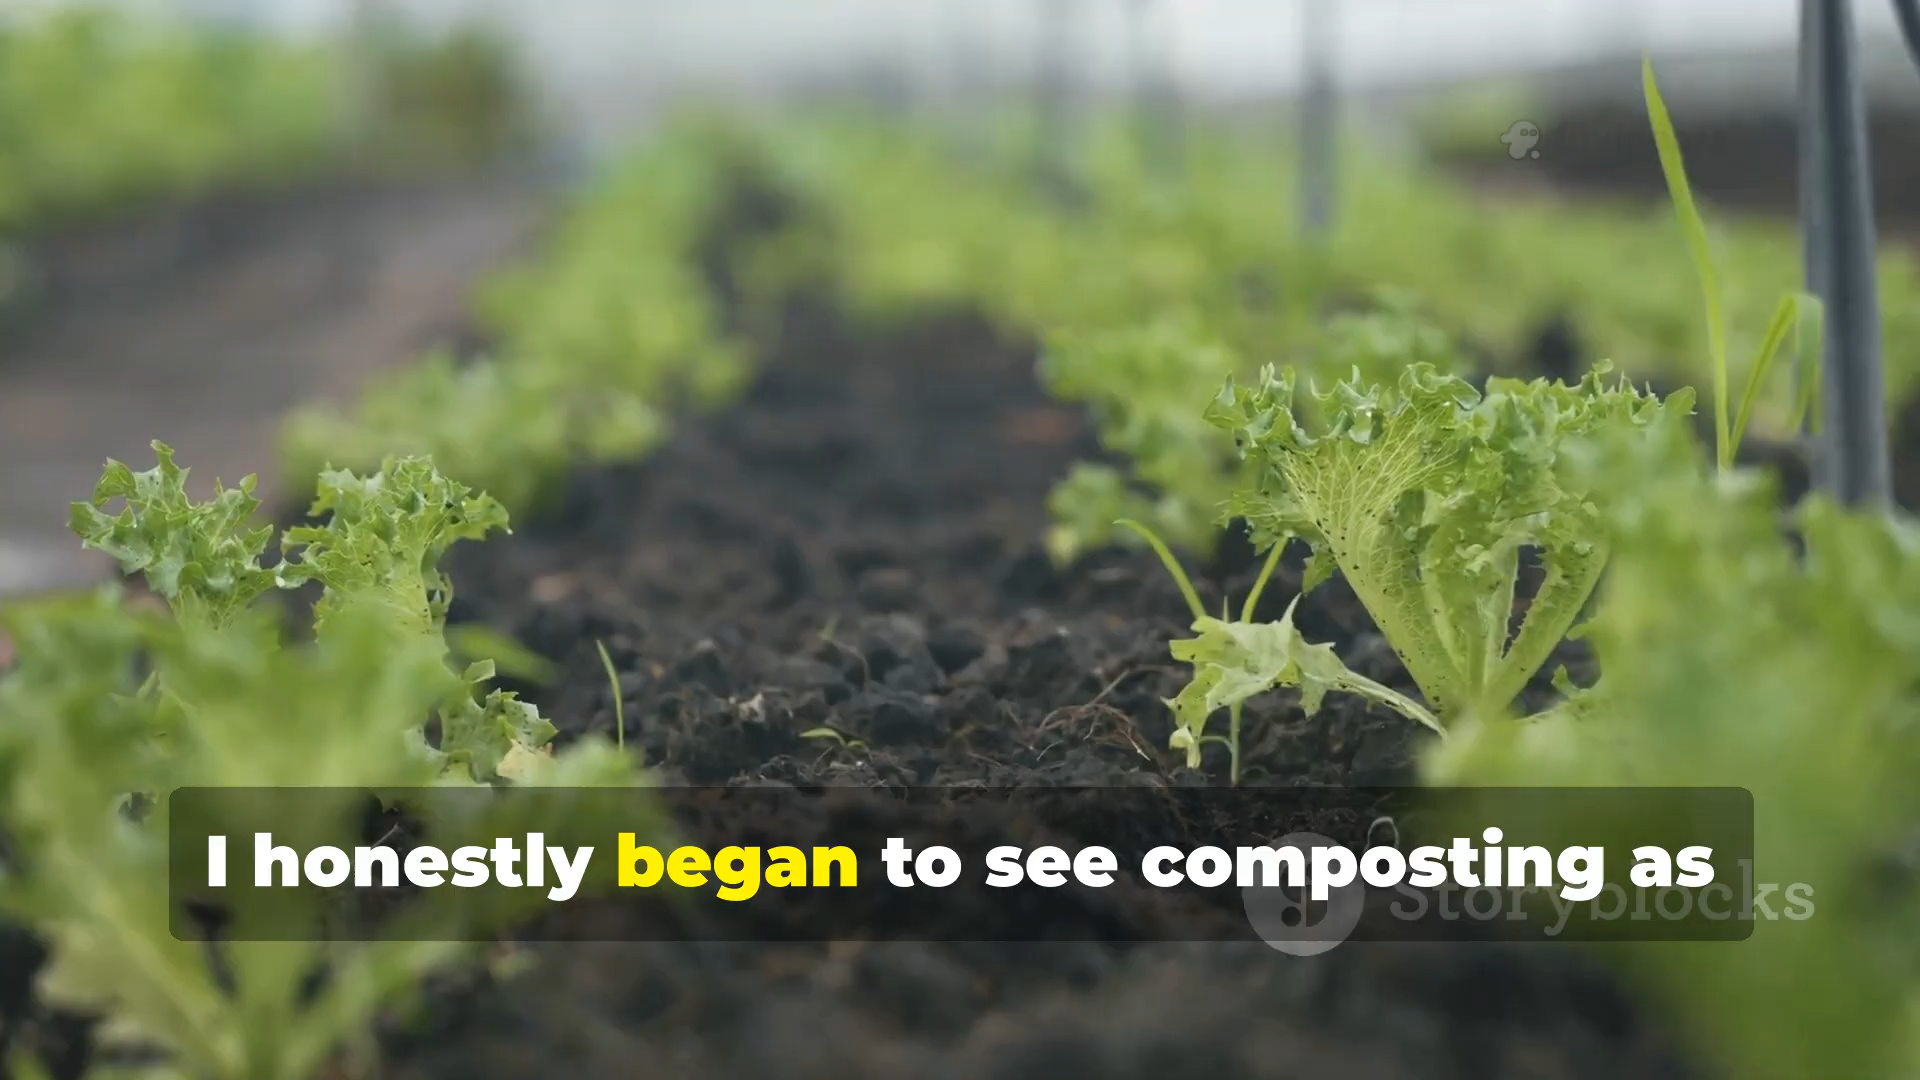 I honestly began to see composting as
Storyblocks